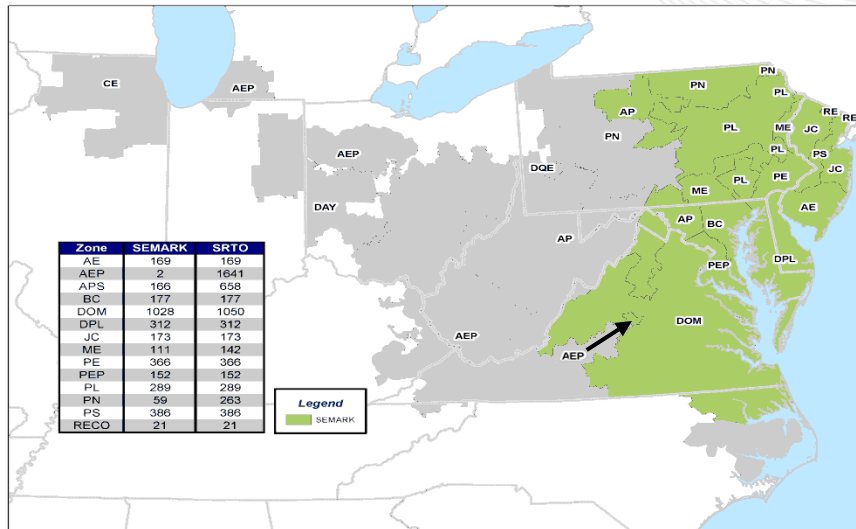 PN
CE
AEP
PN
PL
RE
RE
AP
PN
PL
ME
JC
AEP
DQE
PL
PS
JC
PL
PE
ME
DAY
AE
AP
BC
AP
PEP
DPL
DOM
AEP
AEP
Zone SEMARK SRTO
AE 169 169
AEP 2 1641
APS 166 658
BC 177 177
DOM 1028 1050
DPL 312 312
JC 173 173
ME 111 142
PE 366 366
PEP 152 152
PL 289 289
PN 59 263
PS 386 386
RECO 21 21
Legend
SEMARK